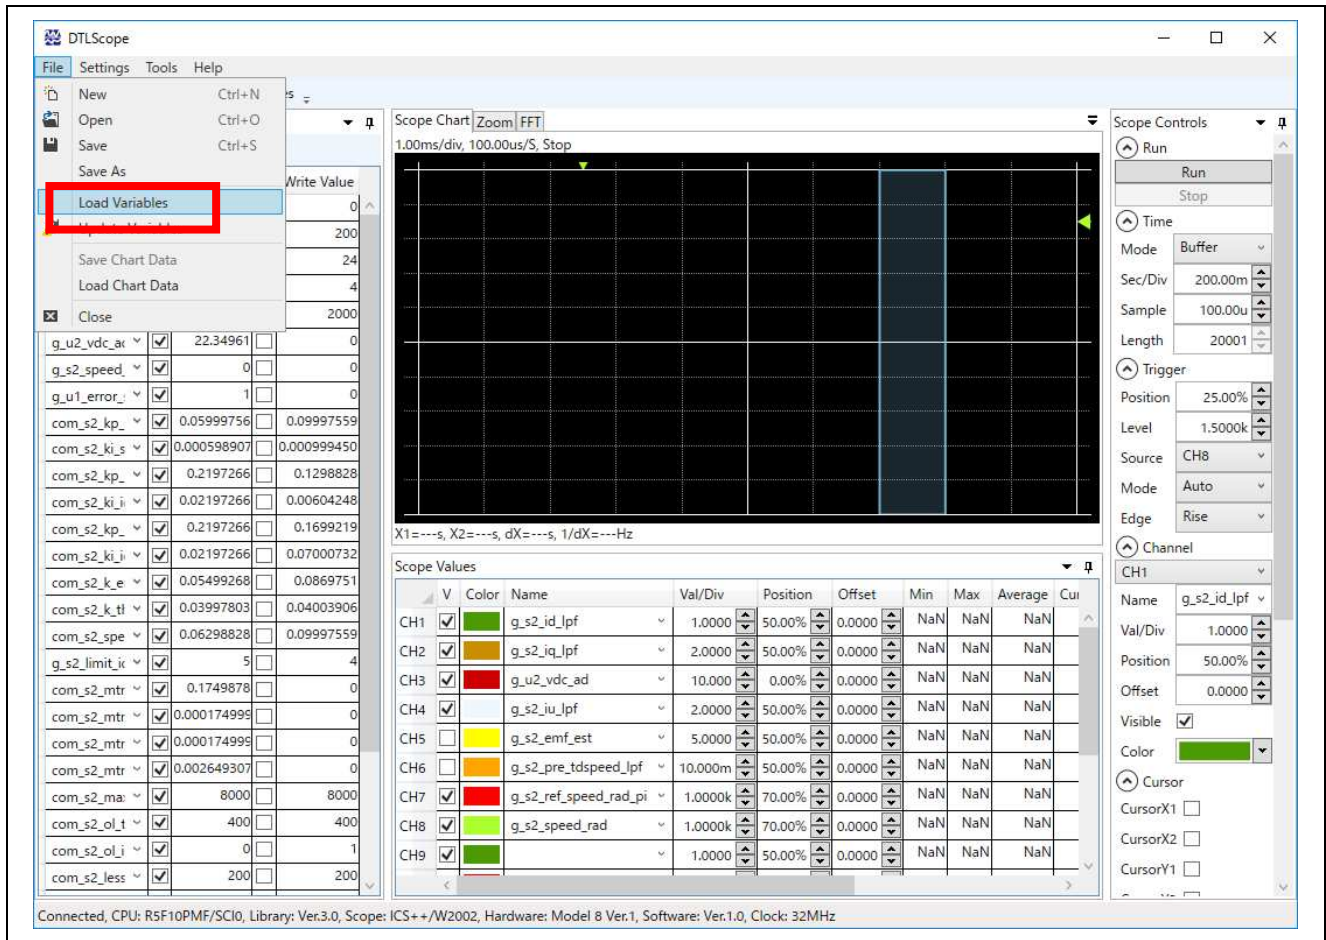 DTLScope
File Settings Tools Help
New Ctrl+N
Open Ctrl+O
Save Ctrl+S
Save As
Load Variables
Save Chart Data
Load Chart Data
Close
Write Value
0
200
24
4
2000
g_u2_vdc_ac 22.34961 0
g_s2_speed_ 0 0
g_u1_error_ 1 0
com_s2_kp_ 0.05999756 0.09997559
com_s2_ki_s 0.000598907 0.000999450
com_s2_kp_ 0.2197266 0.1298828
com_s2_ki_i 0.02197266 0.00604248
com_s2_kp_ 0.2197266 0.1699219
com_s2_ki_i 0.02197266 0.07000732
com_s2_k_e 0.05499268 0.0869751
com_s2_k_tl 0.03997803 0.04003906
com_s2_spe 0.06298828 0.09997559
g_s2_limit_ic 5 4
com_s2_mtr 0.1749878 0
com_s2_mtr 0.000174999 0
com_s2_mtr 0.000174999 0
com_s2_mtr 0.002649307 0
com_s2_ma 8000 8000
com_s2_ol_t 400 400
com_s2_ol_i 0 1
com_s2_less 200 200
Scope Chart Zoom FFT
1.00ms/div, 100.00us/S, Stop
X1=---s, X2=---s, dX=---s, 1/dX=---Hz
Scope Values
V Color Name Val/Div Position Offset Min Max Average Cu
CH1 g_s2_id_lpf 1.0000 50.00% 0.0000 NaN NaN NaN
CH2 g_s2_iq_lpf 2.0000 50.00% 0.0000 NaN NaN NaN
CH3 g_u2_vdc_ad 10.000 0.00% 0.0000 NaN NaN NaN
CH4 g_s2_iu_lpf 2.0000 50.00% 0.0000 NaN NaN NaN
CH5 g_s2_emf_est 5.0000 50.00% 0.0000 NaN NaN NaN
CH6 g_s2_pre_tdspeed_lpf 10.000m 50.00% 0.0000 NaN NaN NaN
CH7 g_s2_ref_speed_rad_pi 1.0000k 70.00% 0.0000 NaN NaN NaN
CH8 g_s2_speed_rad 1.0000k 70.00% 0.0000 NaN NaN NaN
CH9 1.0000 50.00% 0.0000 NaN NaN NaN
Scope Controls
Run
Run
Stop
Time
Mode Buffer
Sec/Div 200.00m
Sample 100.00u
Length 20001
Trigger
Position 25.00%
Level 1.5000k
Source CH8
Mode Auto
Edge Rise
Channel
CH1
Name g_s2_id_lpf
Val/Div 1.0000
Position 50.00%
Offset 0.0000
Visible
Color
Cursor
CursorX1
CursorX2
CursorY1
Connected, CPU: R5F10PMF/SCI0, Library: Ver.3.0, Scope: ICS++/W2002, Hardware: Model 8 Ver.1, Software: Ver.1.0, Clock: 32MHz